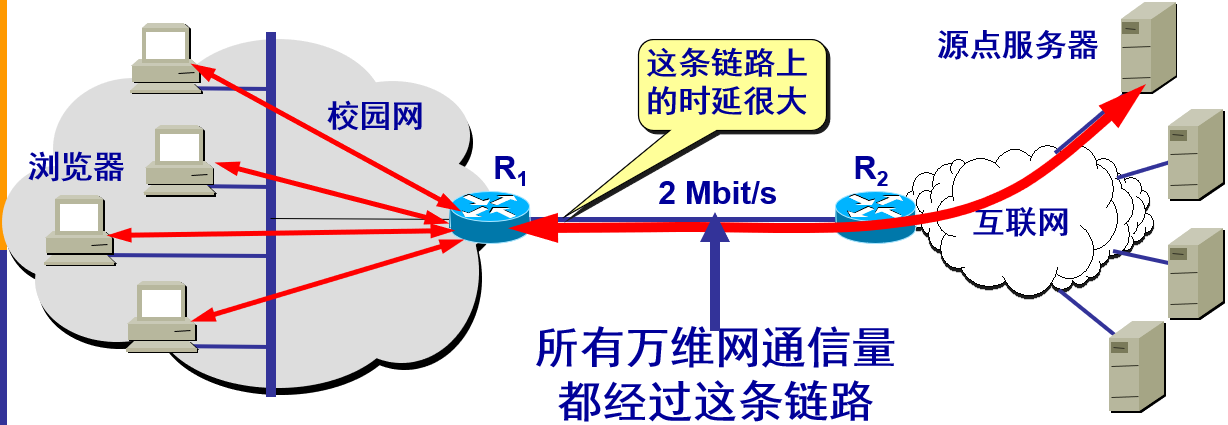 源点服务器
这条链路上
的时延很大
校园网
浏览器
R1
2 Mbit/s
R2
互联网
所有万维网通信量
都经过这条链路